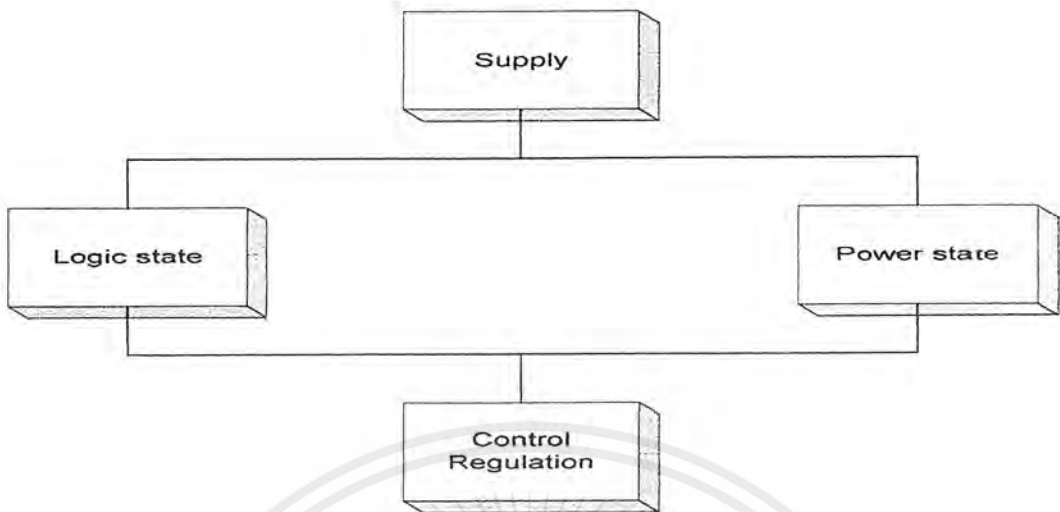 Supply
Logic state
Power state
Control
Regulation